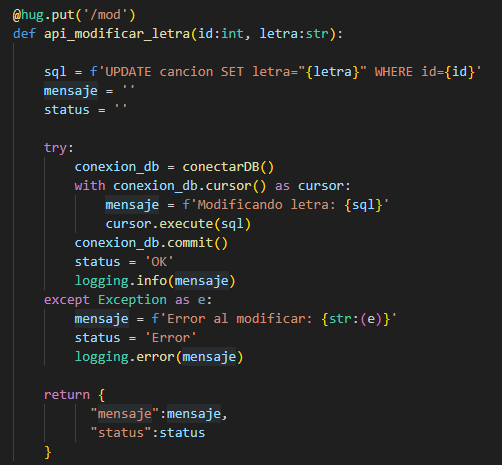 @hug.put('/mod')
def api_modificar_letra(id:int, letra:str):
sql = f'UPDATE cancion SET letra="{letra}" WHERE id={id}'
mensaje = ''
status = ''
try:
conexion_db = conectarDB()
with conexion_db.cursor() as cursor:
mensaje = f'Modificando letra: {sql}'
cursor.execute(sql)
conexion_db.commit()
status = 'OK'
logging.info(mensaje)
except Exception as e:
mensaje = f'Error al modificar: {str:(e)}'
status = 'Error'
logging.error(mensaje)
return {
"mensaje":mensaje,
"status":status
}